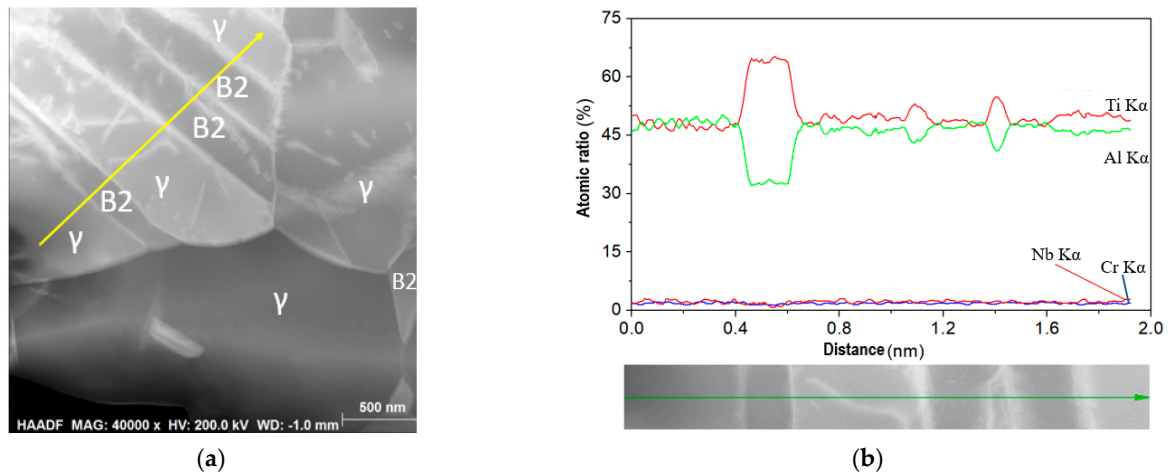 γ
B2
B2
γ
B2
γ
γ
γ
B2
500 nm
HAADF MAG: 40000 x HV: 200.0 kV WD: -1.0 mm
(a)
75
60
45
30
15
0
Atomic ratio (%)
Ti Kα
Al Kα
Nb Kα
Cr Kα
0.0 0.4 0.8 1.2 1.6 2.0
Distance (nm)
(b)